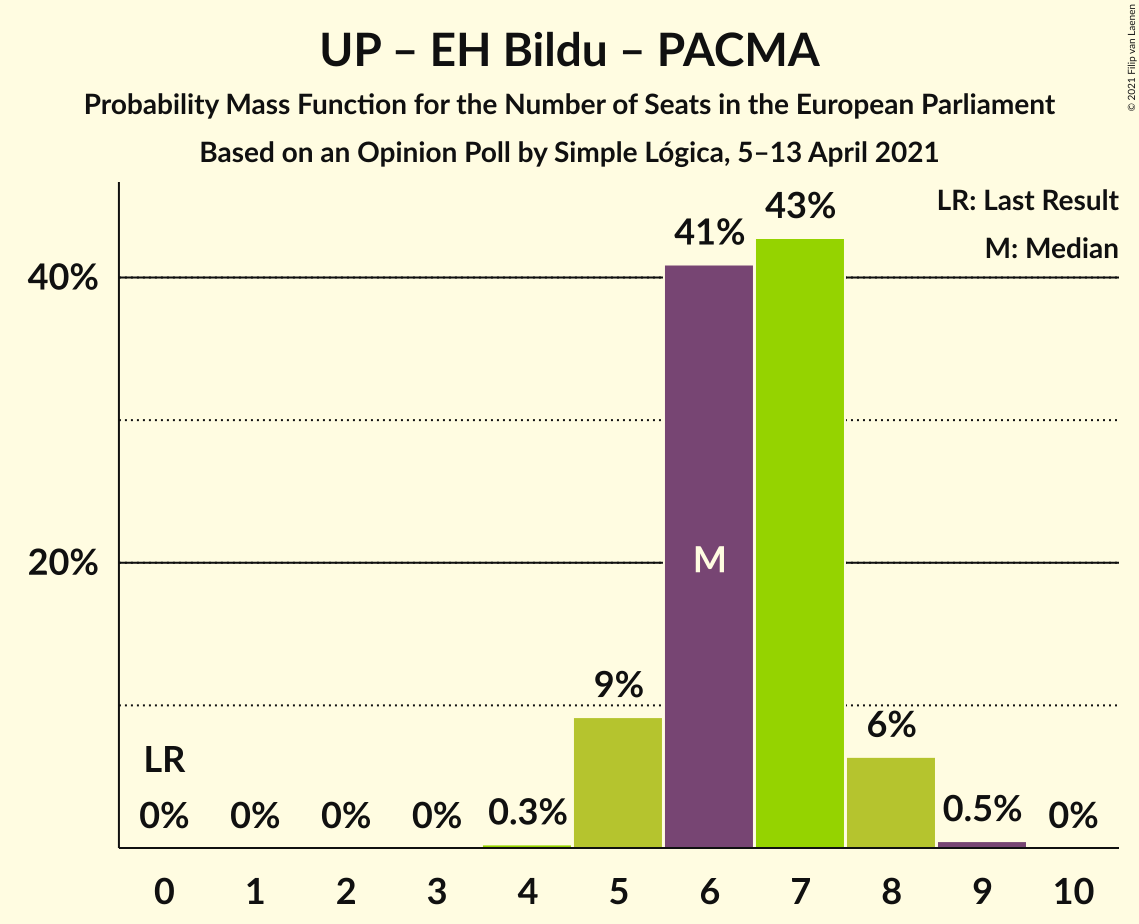 UP – EH Bildu – PACMA
Probability Mass Function for the Number of Seats in the European Parliament
Based on an Opinion Poll by Simple Lógica, 5–13 April 2021
© 2021 Filip van Laenen
LR: Last Result
M: Median
43%
41%
40%
M
20%
9%
6%
LR
0% 0% 0% 0% 0.3% 0.5% 0%
0 1 2 3 4 5 6 7 8 9 10